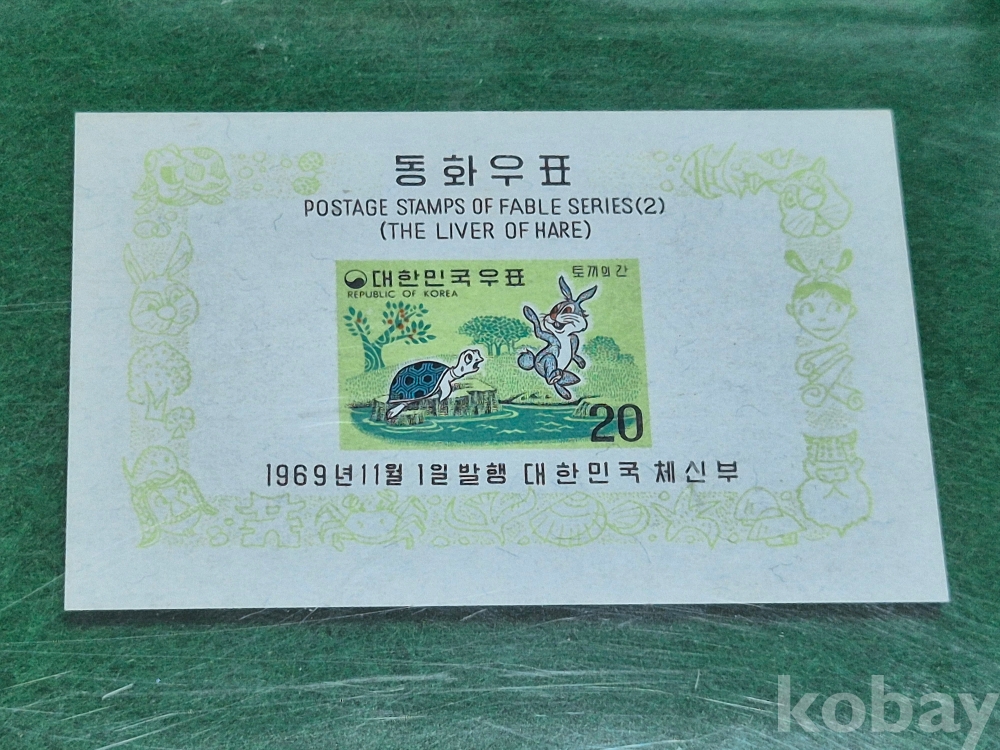 동화우표
POSTAGE STAMPS OF FABLE SERIES(2)
(THE LIVER OF HARE)
대한민국우표
REPUBLIC OF KOREA
토끼의 간
20
1969년 11월 1일 발행 대한민국 체신부
kobay